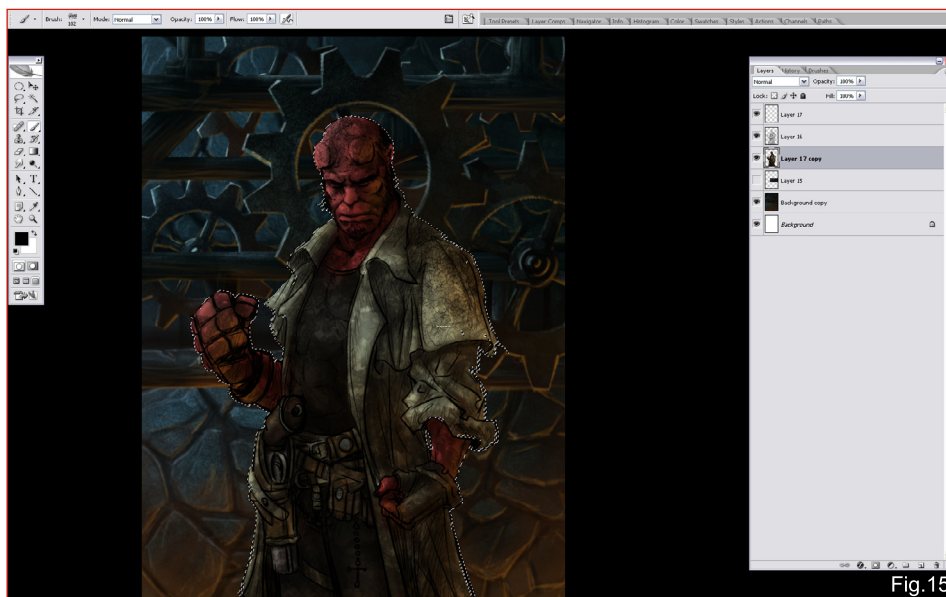 Brush: 102 Mode: Normal Opacity: 100% Flow: 100%
Tool Presets Layer Comps Navigator Info Histogram Color Swatches Styles Actions Channels Paths
Layers History Brushes
Normal Opacity: 100%
Lock: Fill: 100%
Layer 17
Layer 16
Layer 17 copy
Layer 15
Background copy
Background
T
Fig.15